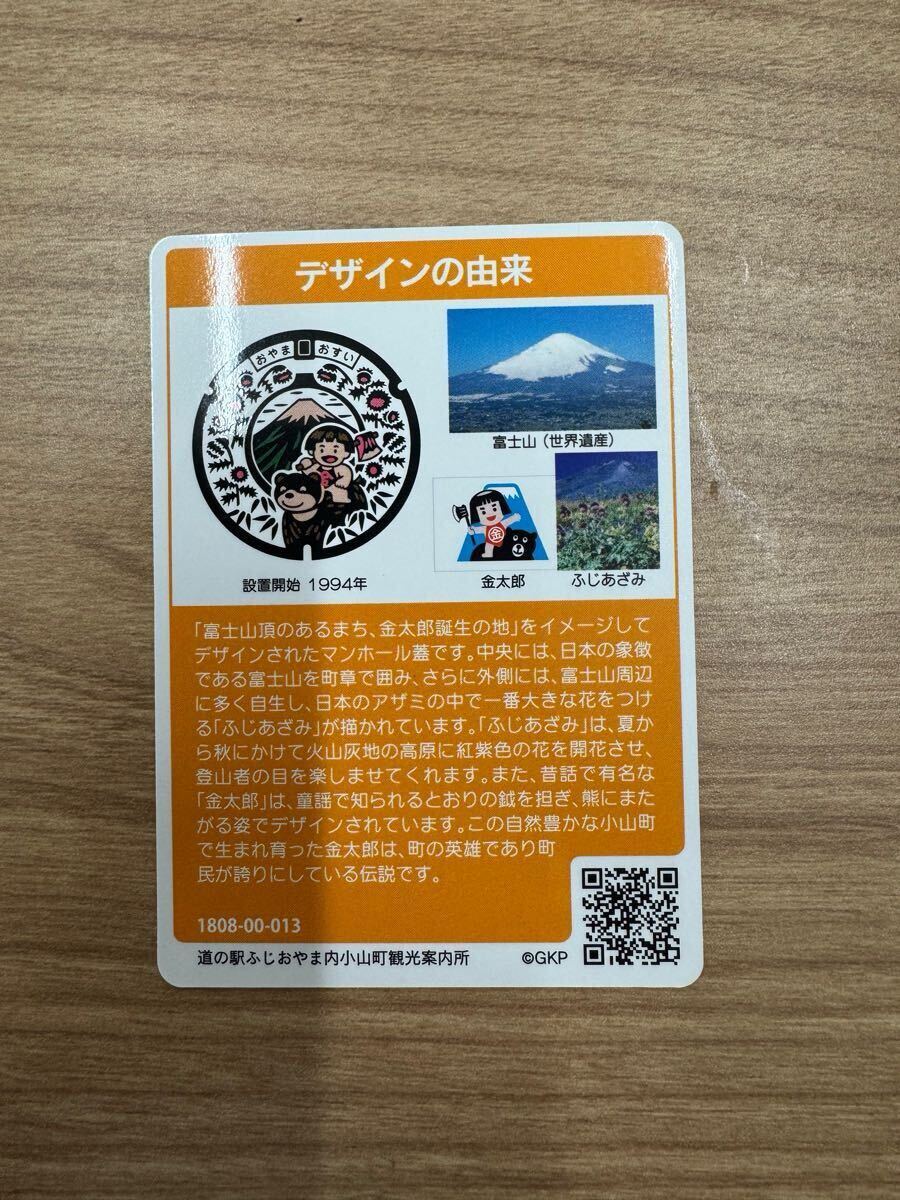 デザインの由来
おやま おすい
富士山（世界遺産）
金
設置開始 1994年
金太郎
ふじあざみ
「富士山頂のあるまち、金太郎誕生の地」をイメージして
デザインされたマンホール蓋です。中央には、日本の象徴
である富士山を町章で囲み、さらに外側には、富士山周辺
に多く自生し、日本のアザミの中で一番大きな花をつけ
る「ふじあざみ」が描かれています。「ふじあざみ」は、夏か
ら秋にかけて火山灰地の高原に紅紫色の花を開花させ、
登山者の目を楽しませてくれます。また、昔話で有名な
「金太郎」は、童謡で知られるとおりの鉞を担ぎ、熊にまた
がる姿でデザインされています。この自然豊かな小山町
で生まれ育った金太郎は、町の英雄であり町
民が誇りにしている伝説です。
1808-00-013
道の駅ふじおやま内小山町観光案内所
©GKP